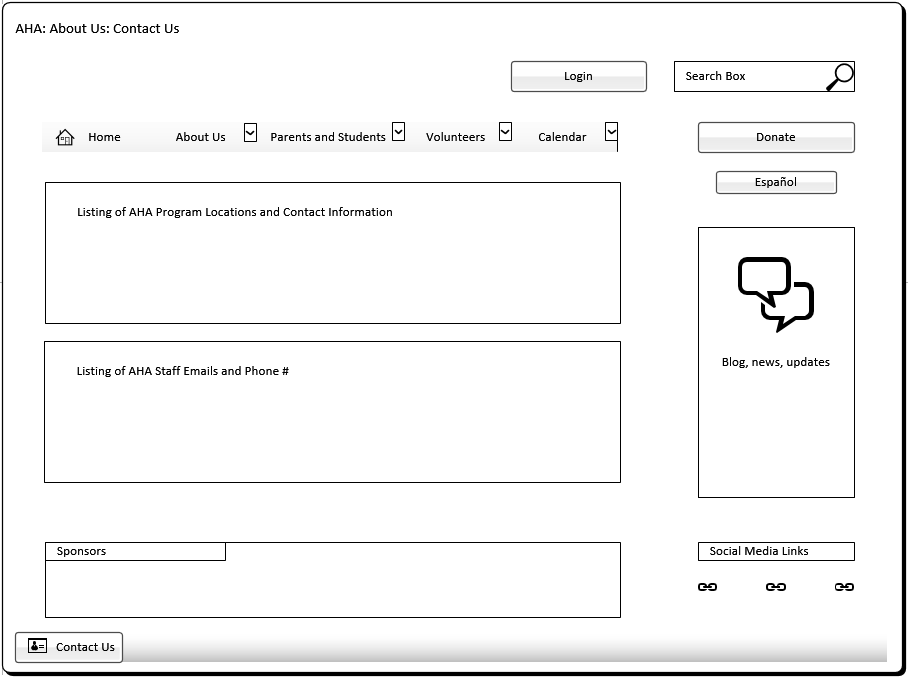 AHA: About Us: Contact Us
Login
Search Box
Home
About Us
Parents and Students
Volunteers
Calendar
Donate
Español
Listing of AHA Program Locations and Contact Information
Blog, news, updates
Listing of AHA Staff Emails and Phone #
Sponsors
Social Media Links
Contact Us